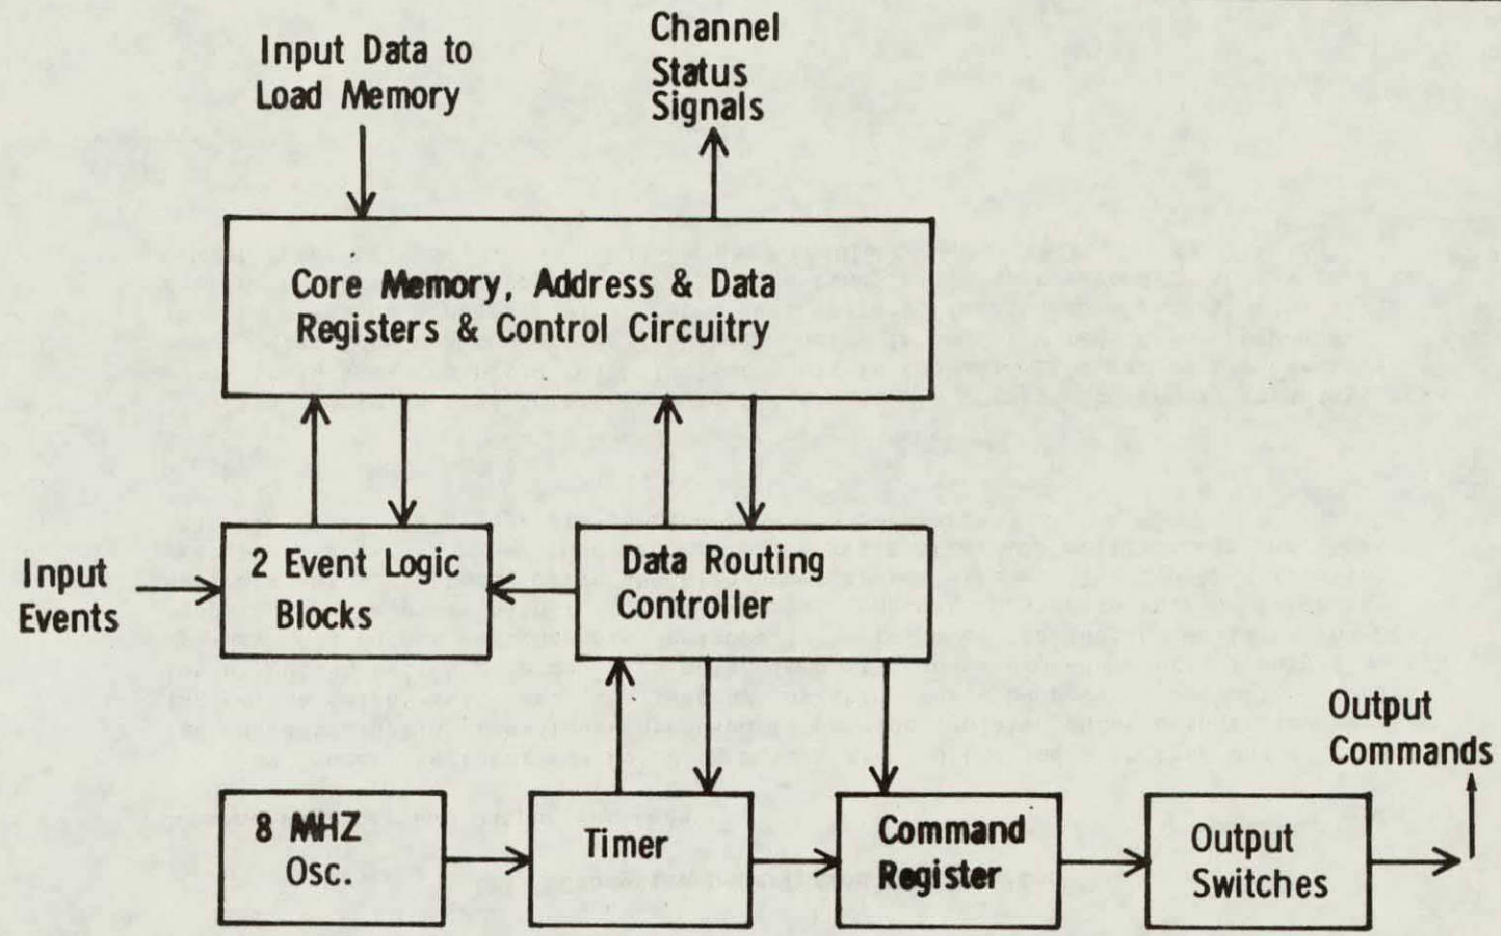 Input Data to
Load Memory
Channel
Status
Signals
Core Memory, Address & Data
Registers & Control Circuitry
Input
Events
2 Event Logic
Blocks
Data Routing
Controller
Output
Commands
8 MHZ
Osc.
Timer
Command
Register
Output
Switches